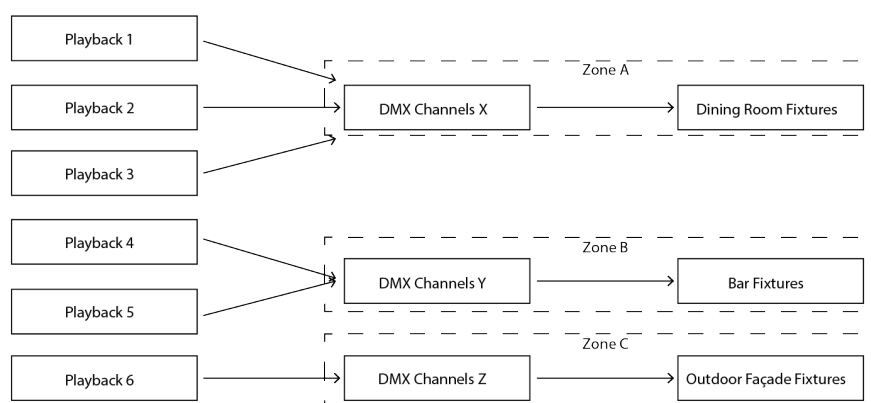 Playback 1
Zone A
Playback 2
DMX Channels X
Dining Room Fixtures
Playback 3
Playback 4
Zone B
DMX Channels Y
Bar Fixtures
Playback 5
Zone C
Playback 6
DMX Channels Z
Outdoor Façade Fixtures